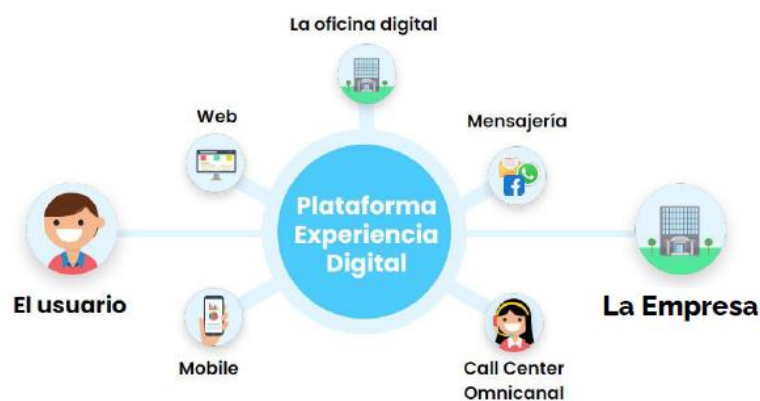 La oficina digital
Web
Mensajería
Plataforma
Experiencia
Digital
El usuario
La Empresa
Mobile
Call Center
Omnicanal